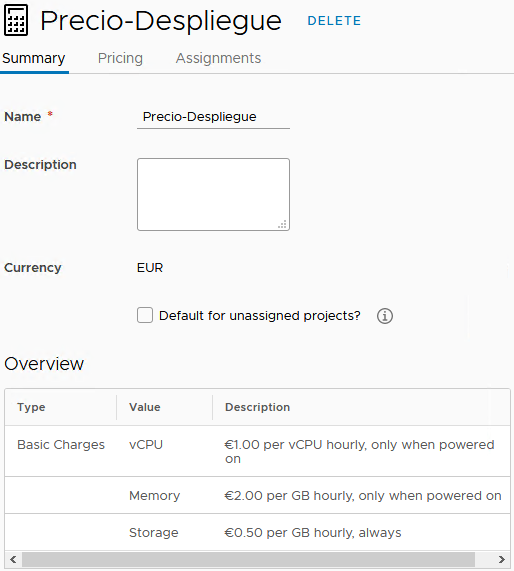 Precio-Despliegue DELETE
Summary Pricing Assignments
Name * Precio-Despliegue
Description
Currency EUR
Default for unassigned projects?
Overview
Type Value Description
Basic Charges vCPU €1.00 per vCPU hourly, only when powered
on
Memory €2.00 per GB hourly, only when powered on
Storage €0.50 per GB hourly, always